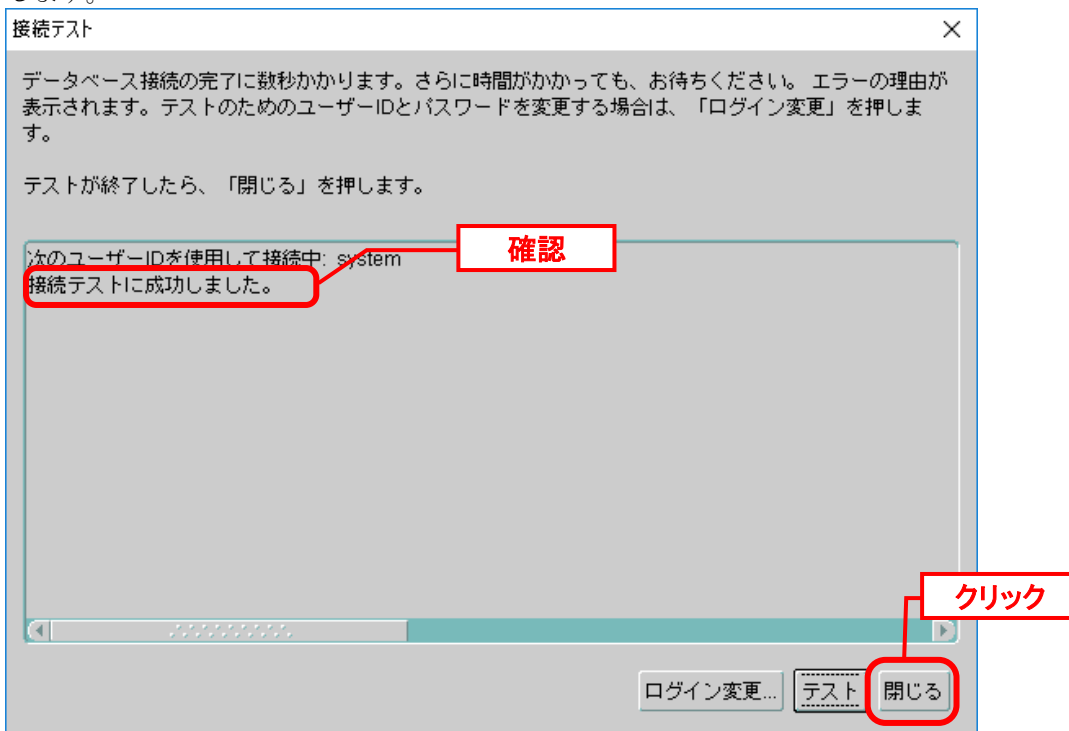 します。
接続テスト
データベース接続の完了に数秒かかります。さらに時間がかかっても、お待ちください。 エラーの理由が
表示されます。テストのためのユーザーIDとパスワードを変更する場合は、「ログイン変更」を押しま
す。
テストが終了したら、「閉じる」を押します。
確認
次のユーザーIDを使用して接続中: system
接続テストに成功しました。
クリック
ログイン変更... テスト 閉じる